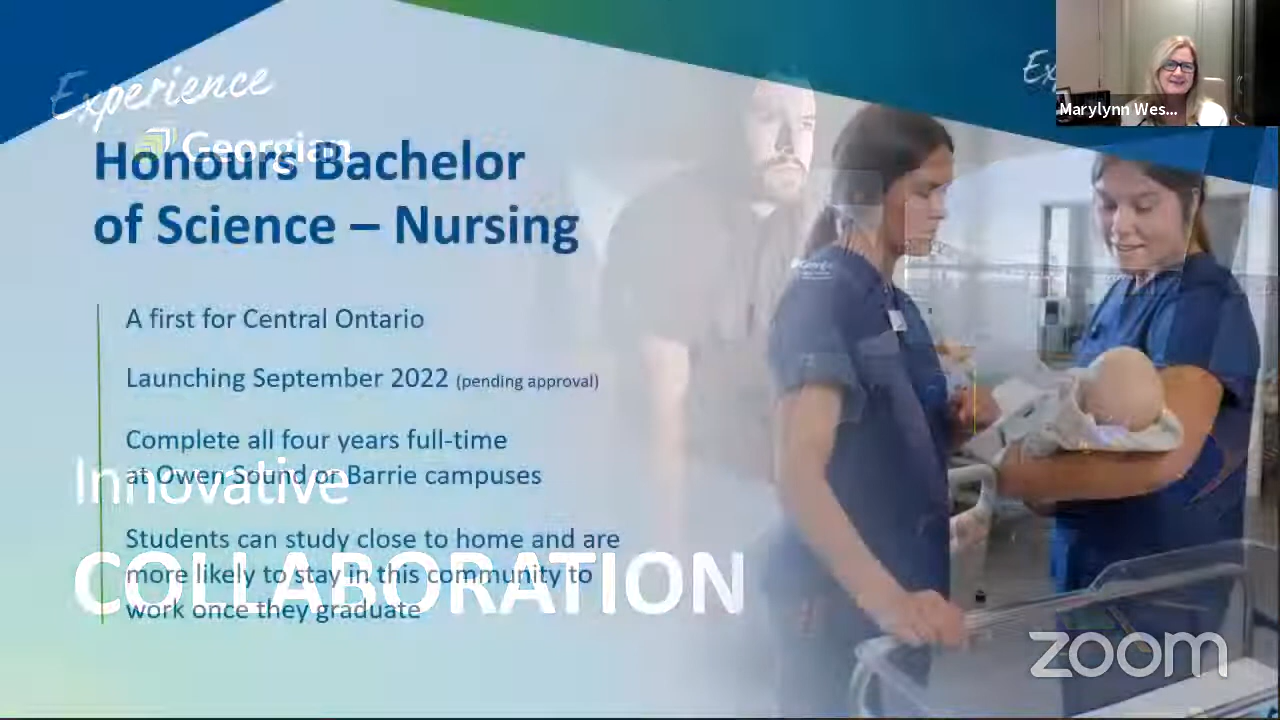 Experience
Ex
Marylynn Wes...
Georgian
Honours Bachelor
of Science – Nursing
A first for Central Ontario
Launching September 2022 (pending approval)
Complete all four years full-time
at Owen Sound or Barrie campuses
Innovative
Students can study close to home and are
more likely to stay in this community to
work once they graduate
COLLABORATION
zoom